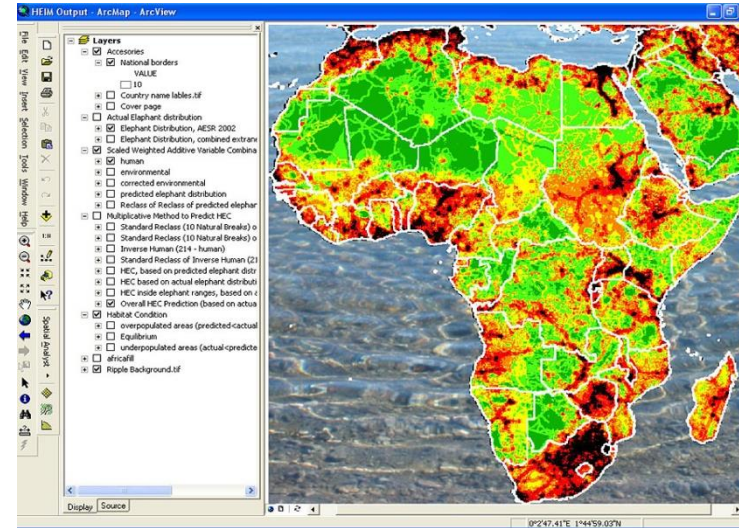 HEIM Output - ArcMap - ArcView
File Edit View Insert Selection Tools Window Help
Spatial Analyst
Layers
Accesories
National borders
VALUE
10
Country name lables.tif
Cover page
Actual Elephant distribution
Elephant Distribution, AESR 2002
Elephant Distribution, combined extrane
Scaled Weighted Additive Variable Combina
human
environmental
corrected environmental
predicted elephant distribution
Reclass of Reclass of predicted elephar
Multiplicative Method to Predict HEC
Standard Reclass (10 Natural Breaks) o
Standard Reclass (10 Natural Breaks) o
Inverse Human (214 - human)
Standard Reclass of Inverse Human (21
HEC, based on predicted elephant distr
HEC based on actual elephant distributi
HEC inside elephant ranges, based on a
Overall HEC Prediction (based on actua
Habitat Condition
overpopulated areas (predicted<actual
Equilibrium
underpopulated areas (actual<predicte
africafill
Ripple Background.tif
Display Source
0°2'47.41"E 1°44'59.03"N